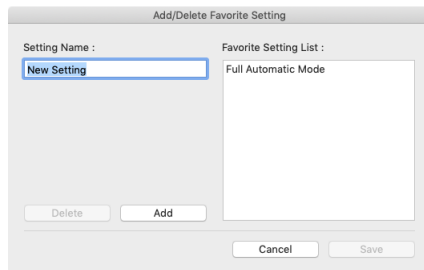 Add/Delete Favorite Setting
Setting Name :
New Setting
Favorite Setting List :
Full Automatic Mode
Delete
Add
Cancel
Save